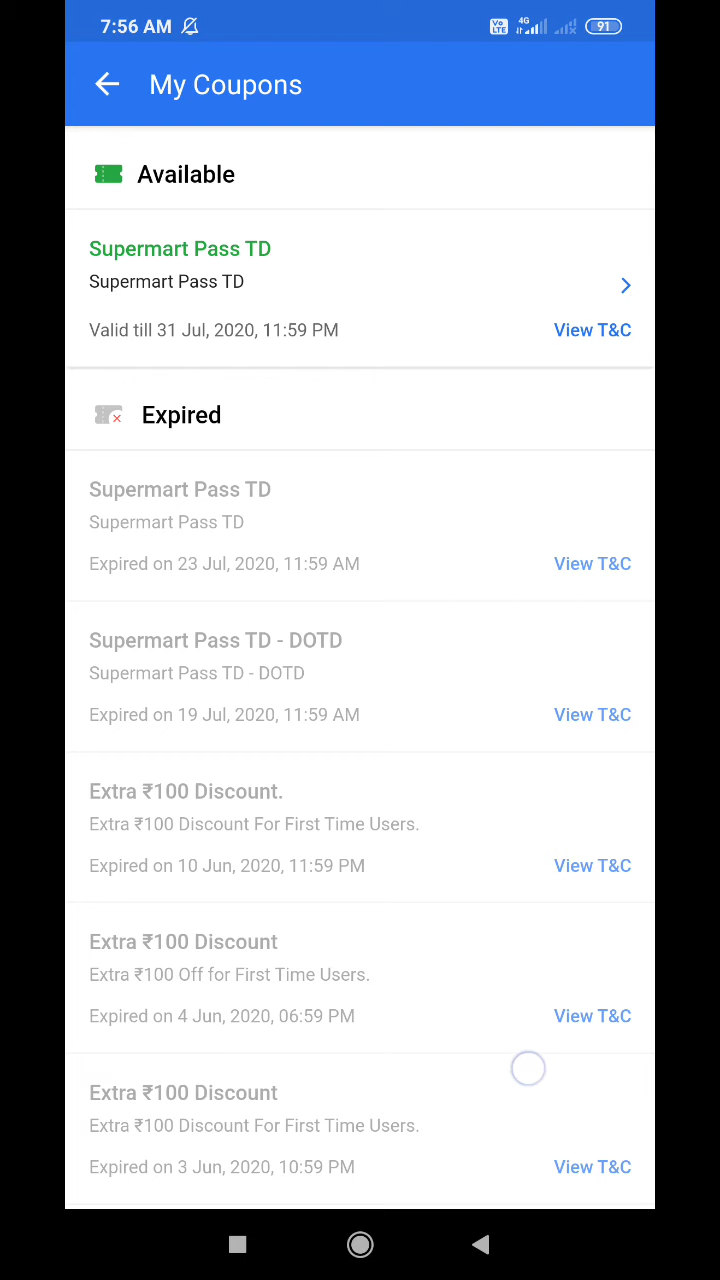 7:56 AM
Vo LTE 4G 91
My Coupons
Available
Supermart Pass TD
Supermart Pass TD
Valid till 31 Jul, 2020, 11:59 PM View T&C
Expired
Supermart Pass TD
Supermart Pass TD
Expired on 23 Jul, 2020, 11:59 AM View T&C
Supermart Pass TD - DOTD
Supermart Pass TD - DOTD
Expired on 19 Jul, 2020, 11:59 AM View T&C
Extra ₹100 Discount.
Extra ₹100 Discount For First Time Users.
Expired on 10 Jun, 2020, 11:59 PM View T&C
Extra ₹100 Discount
Extra ₹100 Off for First Time Users.
Expired on 4 Jun, 2020, 06:59 PM View T&C
Extra ₹100 Discount
Extra ₹100 Discount For First Time Users.
Expired on 3 Jun, 2020, 10:59 PM View T&C